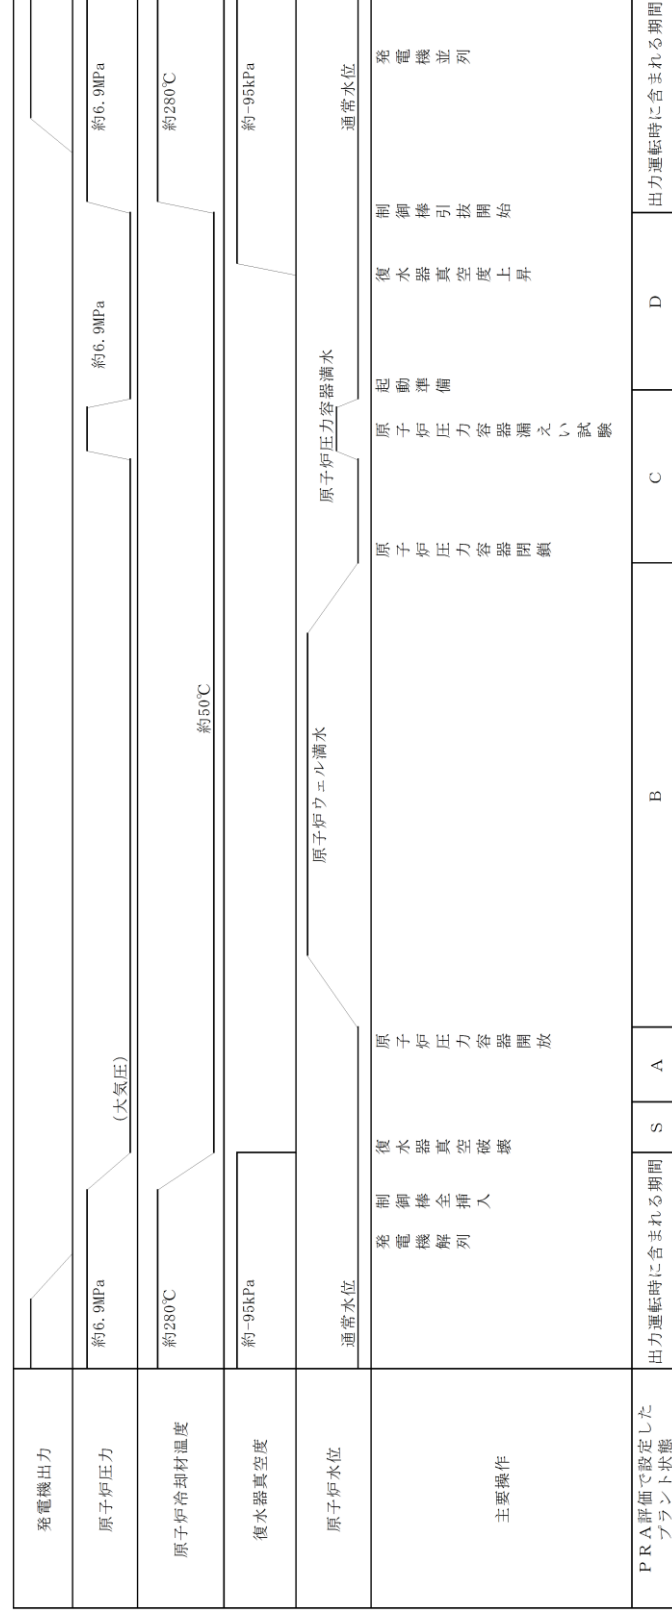 発電機出力
原子炉圧力
約6.9MPa
(大気圧)
約6.9MPa
約6.9MPa
原子炉冷却材温度
約280℃
約50℃
約280℃
復水器真空度
約-95kPa
約-95kPa
原子炉水位
通常水位
原子炉ウェル満水
原子炉圧力容器満水
通常水位
主要操作
発電機解列
制御棒全挿入
復水器真空破壊
原子炉圧力容器開放
原子炉圧力容器閉鎖
原子炉圧力容器漏えい試験
起動準備
復水器真空度上昇
制御棒引抜開始
発電機並列
PRA評価で設定した
プラント状態
出力運転時に含まれる期間
S
A
B
C
D
出力運転時に含まれる期間